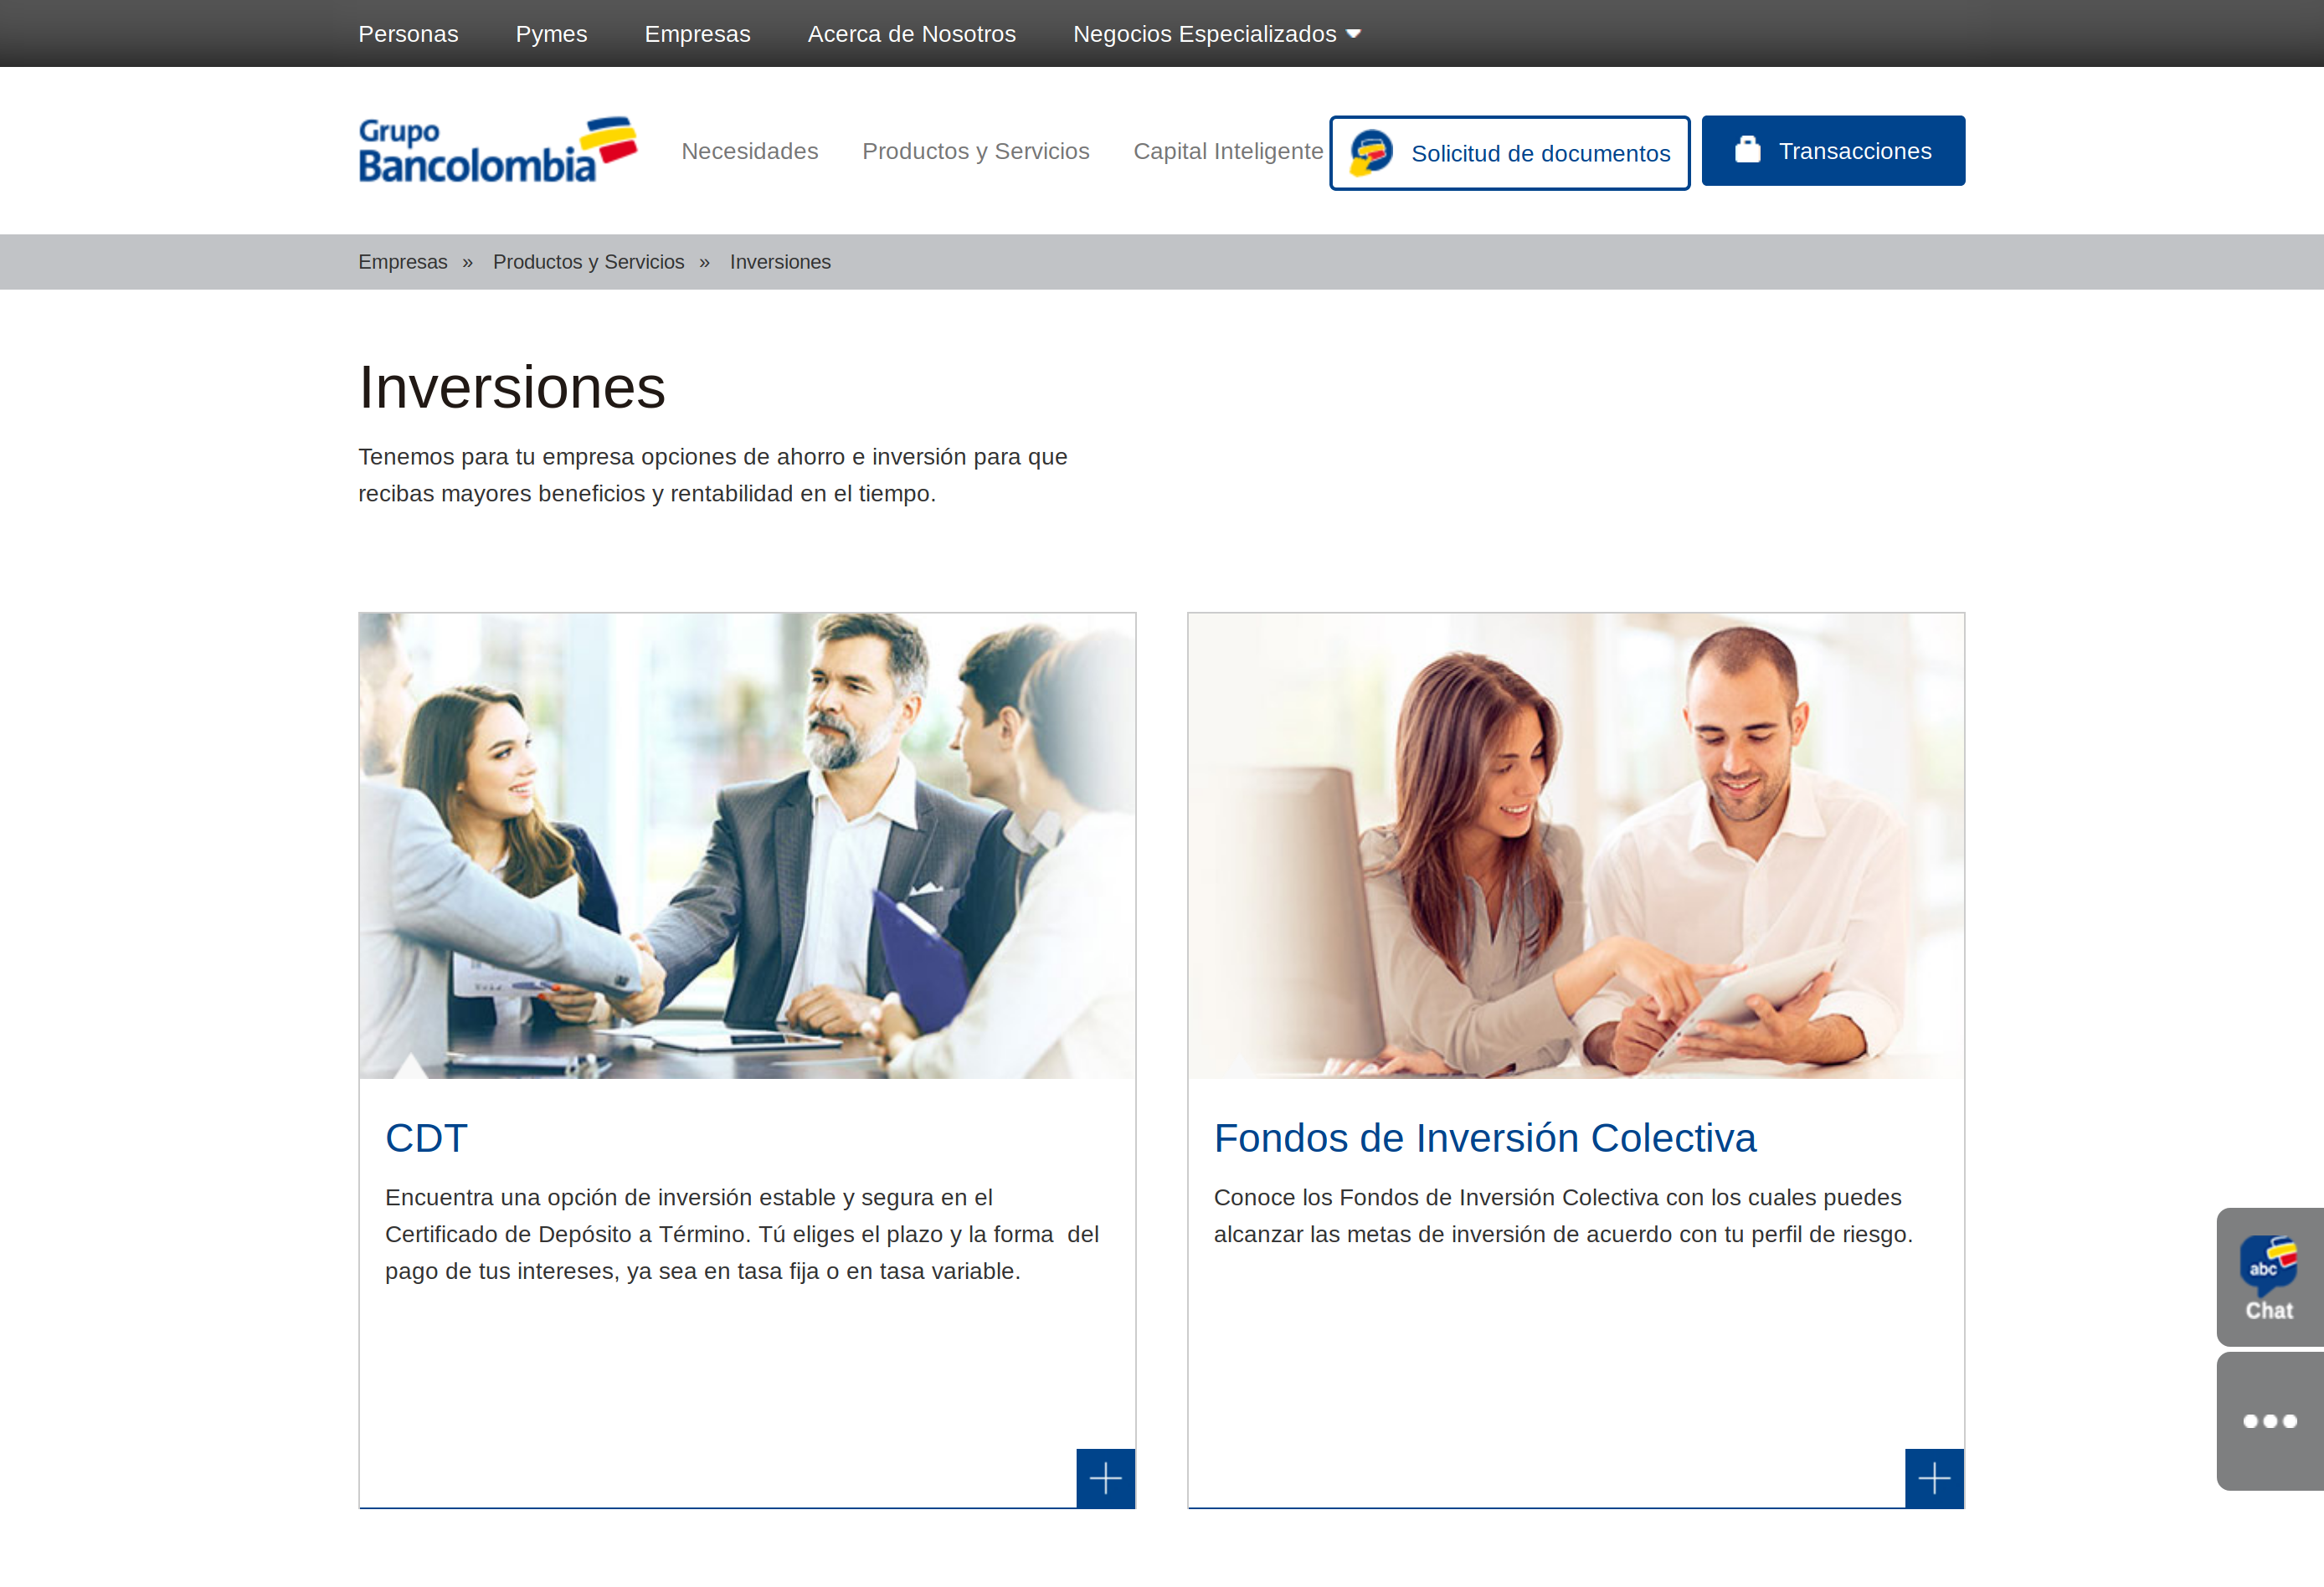 Personas Pymes Empresas Acerca de Nosotros Negocios Especializados
Grupo
Bancolombia
Necesidades Productos y Servicios Capital Inteligente
Solicitud de documentos
Transacciones
Empresas » Productos y Servicios » Inversiones
Inversiones
Tenemos para tu empresa opciones de ahorro e inversión para que
recibas mayores beneficios y rentabilidad en el tiempo.
CDT
Encuentra una opción de inversión estable y segura en el
Certificado de Depósito a Término. Tú eliges el plazo y la forma  del
pago de tus intereses, ya sea en tasa fija o en tasa variable.
Fondos de Inversión Colectiva
Conoce los Fondos de Inversión Colectiva con los cuales puedes
alcanzar las metas de inversión de acuerdo con tu perfil de riesgo.
abc
Chat